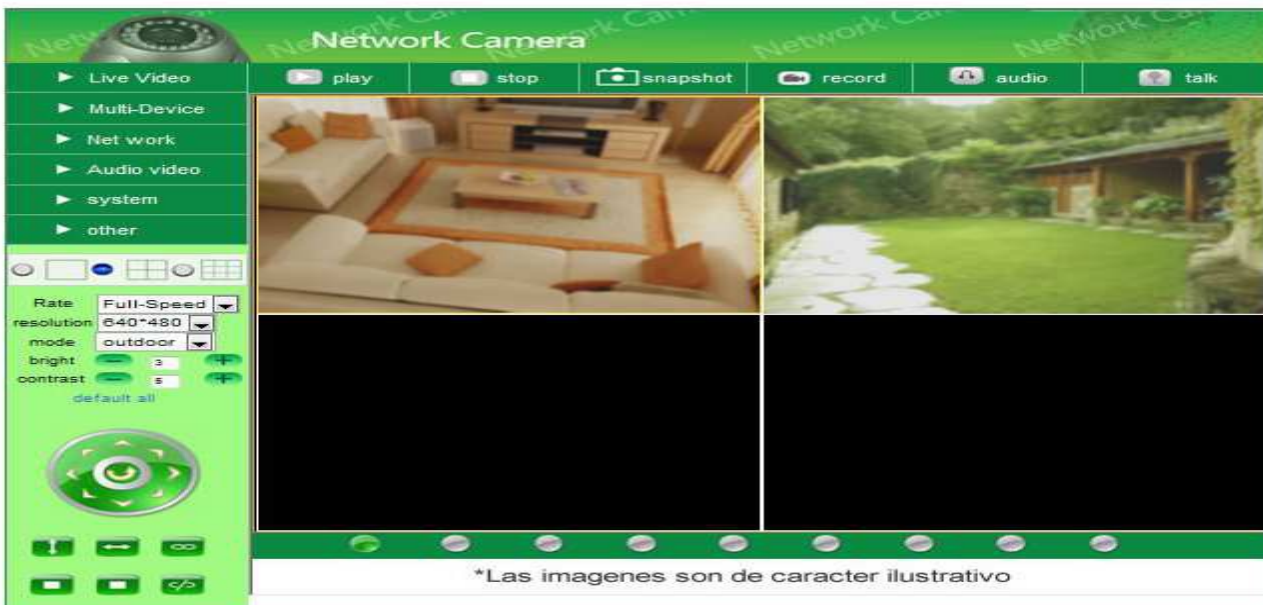 Network Camera
Live Video
play
stop
snapshot
record
audio
talk
Multi-Device
Net work
Audio video
system
other
Rate Full-Speed
resolution 640*480
mode outdoor
bright 3
contrast 5
default all
*Las imagenes son de caracter ilustrativo